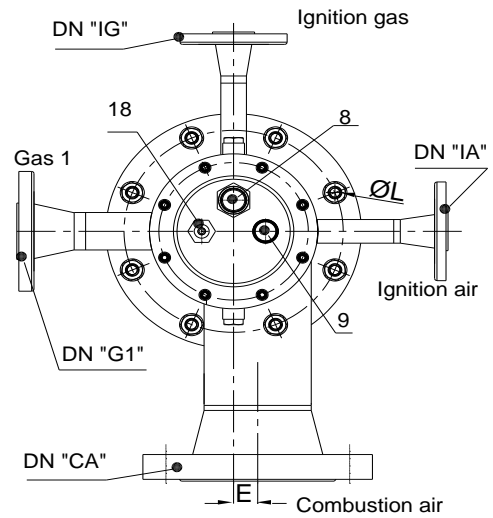 Ignition gas
DN "IG"
18
8
Gas 1
DN "IA"
ØL
Ignition air
9
DN "G1"
DN "CA"
E
Combustion air